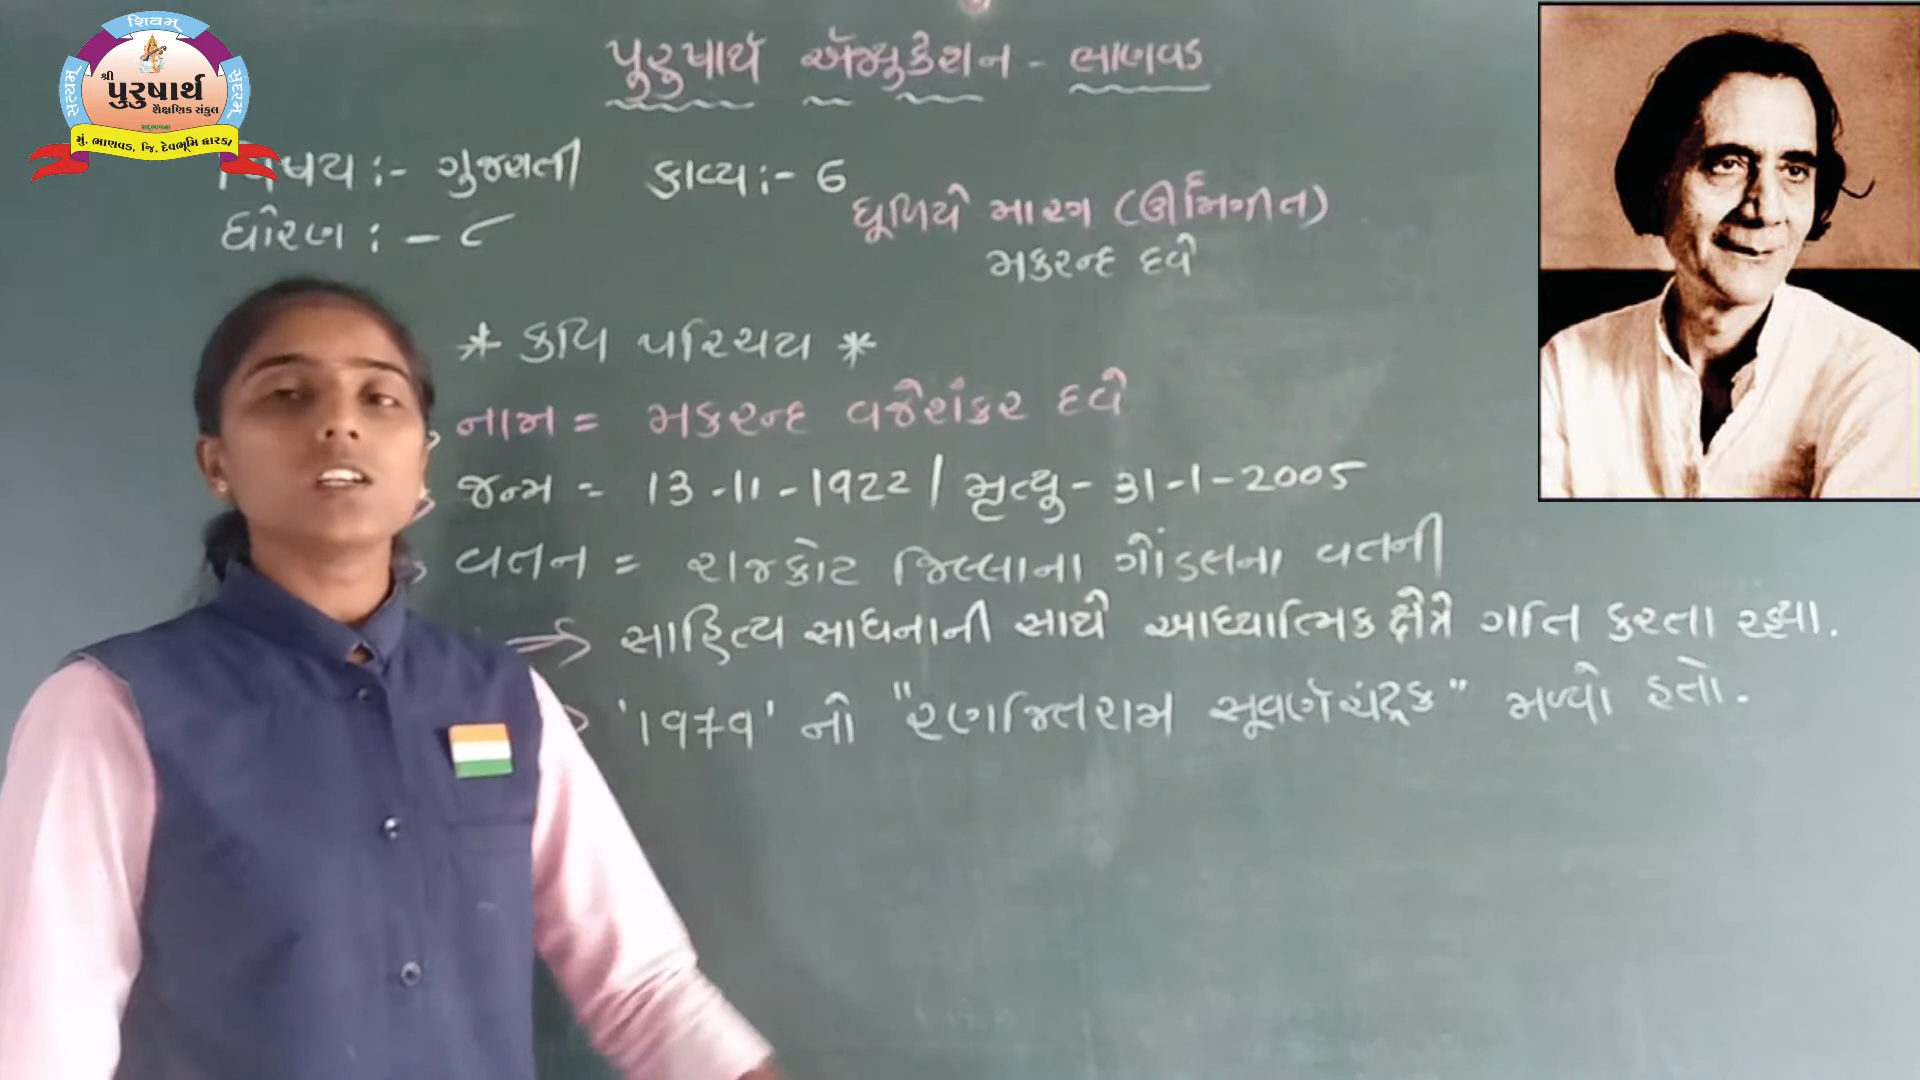 શિવમ્
સત્યમ્
સુંદરમ્
શ્રી
પુરુષાર્થ
શૈક્ષણિક સંકુલ
મું. ભાણવડ, જિ. દેવભૂમિ દ્વારકા
પુરુષાર્થ એજ્યુકેશન - ભાણવડ
વિષય :- ગુજરાતી કાવ્ય :- 6
ધૂળિયે મારગ (ઊર્મિગીત)
ધોરણ : - ૮
મકરન્દ દવે
* કવિ પરિચય *
નામ = મકરન્દ વજેશંકર દવે
જન્મ = 13-11-1922 / મૃત્યુ - 31-1-2005
વતન = રાજકોટ જિલ્લાના ગોંડલના વતની
→ સાહિત્ય સાધનાની સાથે આધ્યાત્મિક ક્ષેત્રે ગતિ કરતા રહ્યા.
'1979' નો "રણજિતરામ સૂવર્ણચંદ્રક" મળ્યો હતો.